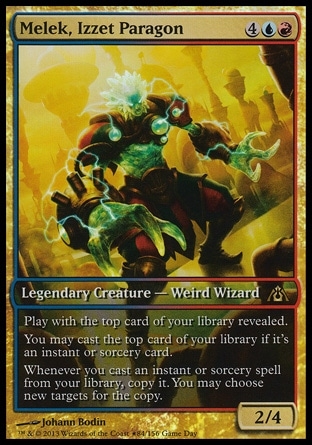 Melek, Izzet Paragon 4
Legendary Creature — Weird Wizard
Play with the top card of your library revealed.
You may cast the top card of your library if it's
an instant or sorcery card.
Whenever you cast an instant or sorcery spell
from your library, copy it. You may choose
new targets for the copy.
2/4
Johann Bodin
™ & © 2013 Wizards of the Coast ★84/156 Game Day